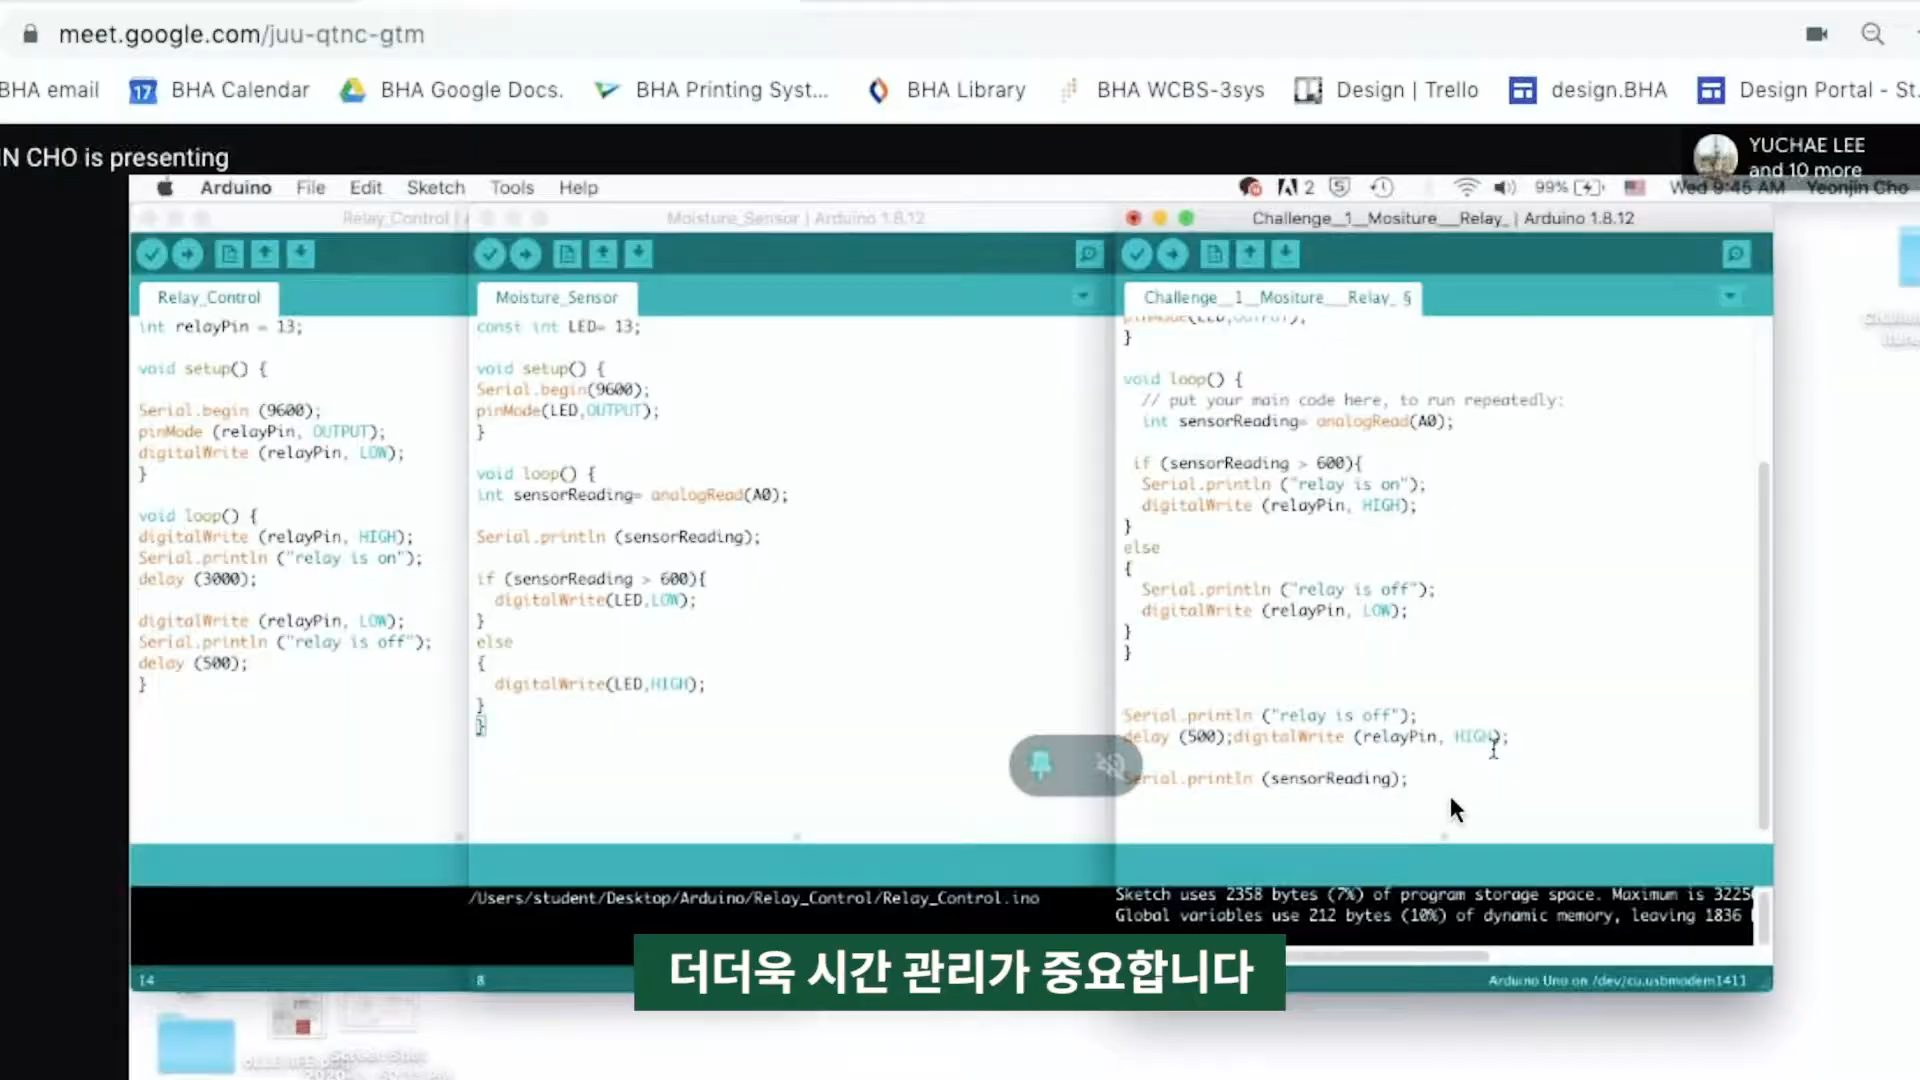 meet.google.com/juu-qtnc-gtm
BHA email
17
BHA Calendar
BHA Google Docs.
BHA Printing Syst...
BHA Library
BHA WCBS-3sys
Design | Trello
design.BHA
Design Portal - St.
IN CHO is presenting
YUCHAE LEE
and 10 more
Arduino File Edit Sketch Tools Help
2
99%
Wed 9:45 AM Yeonjin Cho
Relay_Control |
Moisture_Sensor | Arduino 1.8.12
Challenge__1__Mositure___Relay_ | Arduino 1.8.12
Relay_Control
int relayPin = 13;
void setup() {
Serial.begin (9600);
pinMode (relayPin, OUTPUT);
digitalWrite (relayPin, LOW);
}
void loop() {
digitalWrite (relayPin, HIGH);
Serial.println ("relay is on");
delay (3000);
digitalWrite (relayPin, LOW);
Serial.println ("relay is off");
delay (500);
}
14
Moisture_Sensor
const int LED= 13;
void setup() {
Serial.begin(9600);
pinMode(LED,OUTPUT);
}
void loop() {
int sensorReading= analogRead(A0);
Serial.println (sensorReading);
if (sensorReading > 600){
digitalWrite(LED,LOW);
}
else
{
digitalWrite(LED,HIGH);
}
}
/Users/student/Desktop/Arduino/Relay_Control/Relay_Control.ino
8
Challenge__1__Mositure___Relay_ §
pinMode(LED,OUTPUT);
}
void loop() {
// put your main code here, to run repeatedly:
int sensorReading= analogRead(A0);
if (sensorReading > 600){
Serial.println ("relay is on");
digitalWrite (relayPin, HIGH);
}
else
{
Serial.println ("relay is off");
digitalWrite (relayPin, LOW);
}
}
Serial.println ("relay is off");
delay (500);digitalWrite (relayPin, HIGH);
Serial.println (sensorReading);
Sketch uses 2358 bytes (7%) of program storage space. Maximum is 3225
Global variables use 212 bytes (10%) of dynamic memory, leaving 1836
Arduino Uno on /dev/cu.usbmodem1411
더더욱 시간 관리가 중요합니다